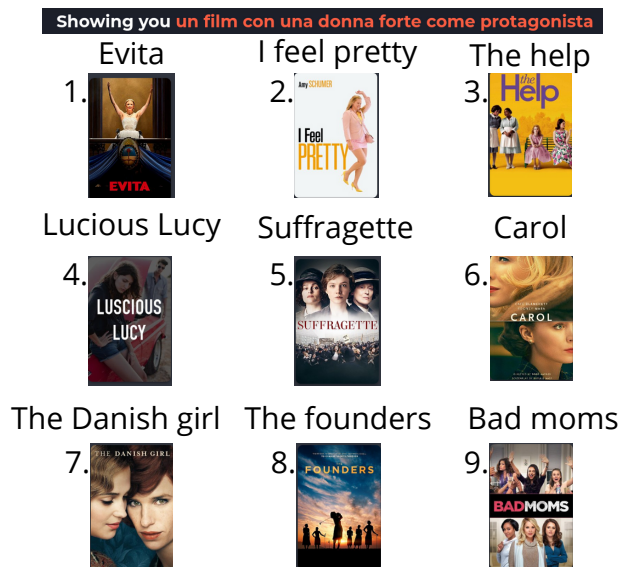 Showing you un film con una donna forte come protagonista
Evita
I feel pretty
The help
1.
EVITA
2.
Amy SCHUMER
I Feel
PRETTY
3.
the
Help
Lucious Lucy
Suffragette
Carol
4.
LUSCIOUS
LUCY
5.
SUFFRAGETTE
6.
CAROL
The Danish girl
The founders
Bad moms
7.
THE DANISH GIRL
8.
FOUNDERS
9.
BADMOMS